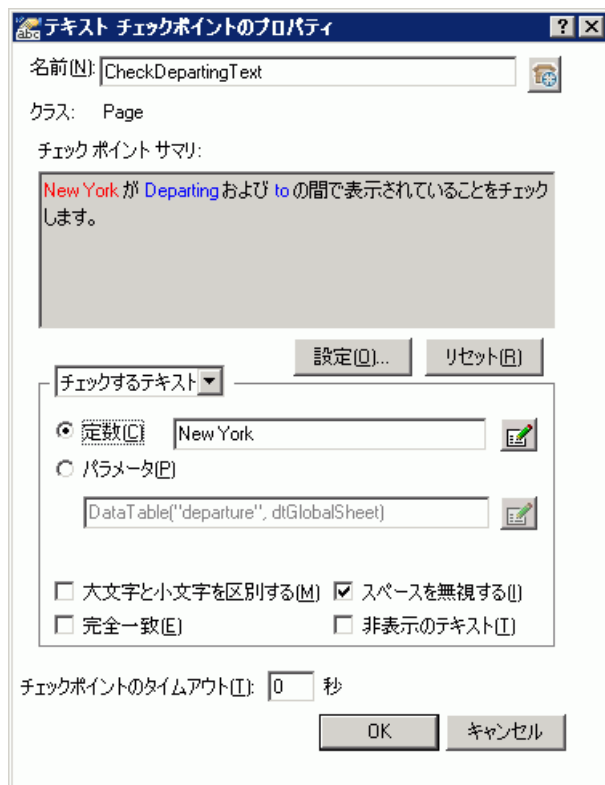 テキスト チェックポイントのプロパティ
名前(N): CheckDepartingText
クラス: Page
チェック ポイント サマリ:
New York が Departing および to の間で表示されていることをチェック
します。
設定(O)... リセット(R)
チェックするテキスト
定数(C) New York
パラメータ(P)
DataTable("departure", dtGlobalSheet)
大文字と小文字を区別する(M) スペースを無視する(I)
完全一致(E) 非表示のテキスト(T)
チェックポイントのタイムアウト(T): 0 秒
OK キャンセル